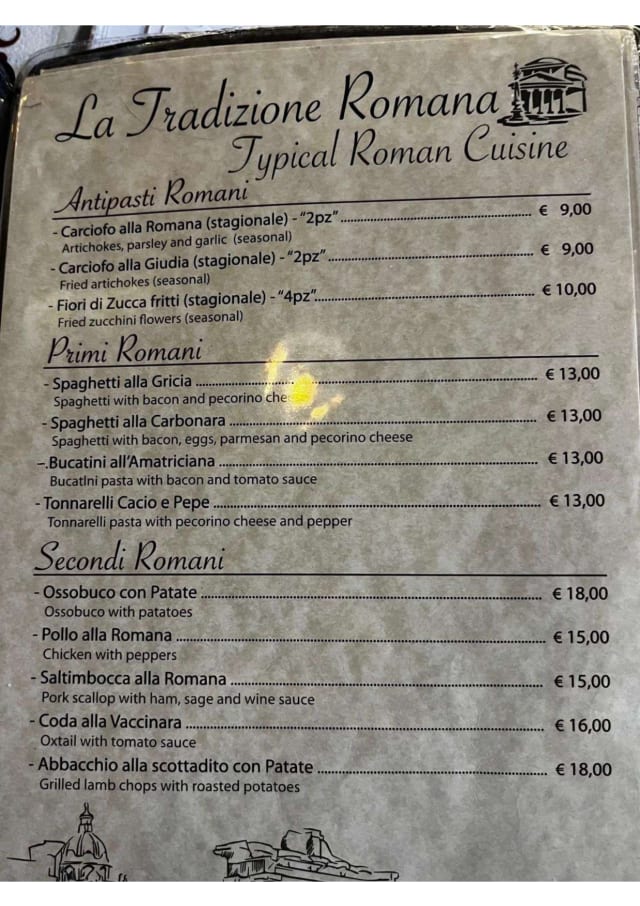 La Tradizione Romana
Typical Roman Cuisine
Antipasti Romani
- Carciofo alla Romana (stagionale) - "2pz"........ € 9,00
Artichokes, parsley and garlic (seasonal)
- Carciofo alla Giudia (stagionale) - "2pz"........ € 9,00
Fried artichokes (seasonal)
- Fiori di Zucca fritti (stagionale) - "4pz"........ € 10,00
Fried zucchini flowers (seasonal)
Primi Romani
- Spaghetti alla Gricia ........ € 13,00
Spaghetti with bacon and pecorino
- Spaghetti alla Carbonara ........ € 13,00
Spaghetti with bacon, eggs, parmesan and pecorino cheese
-.Bucatini all'Amatriciana ........ € 13,00
Bucatini pasta with bacon and tomato sauce
- Tonnarelli Cacio e Pepe ........ € 13,00
Tonnarelli pasta with pecorino cheese and pepper
Secondi Romani
- Ossobuco con Patate ........ € 18,00
Ossobuco with patatoes
- Pollo alla Romana ........ € 15,00
Chicken with peppers
- Saltimbocca alla Romana ........ € 15,00
Pork scallop with ham, sage and wine sauce
- Coda alla Vaccinara ........ € 16,00
Oxtail with tomato sauce
- Abbacchio alla scottadito con Patate ........ € 18,00
Grilled lamb chops with roasted potatoes